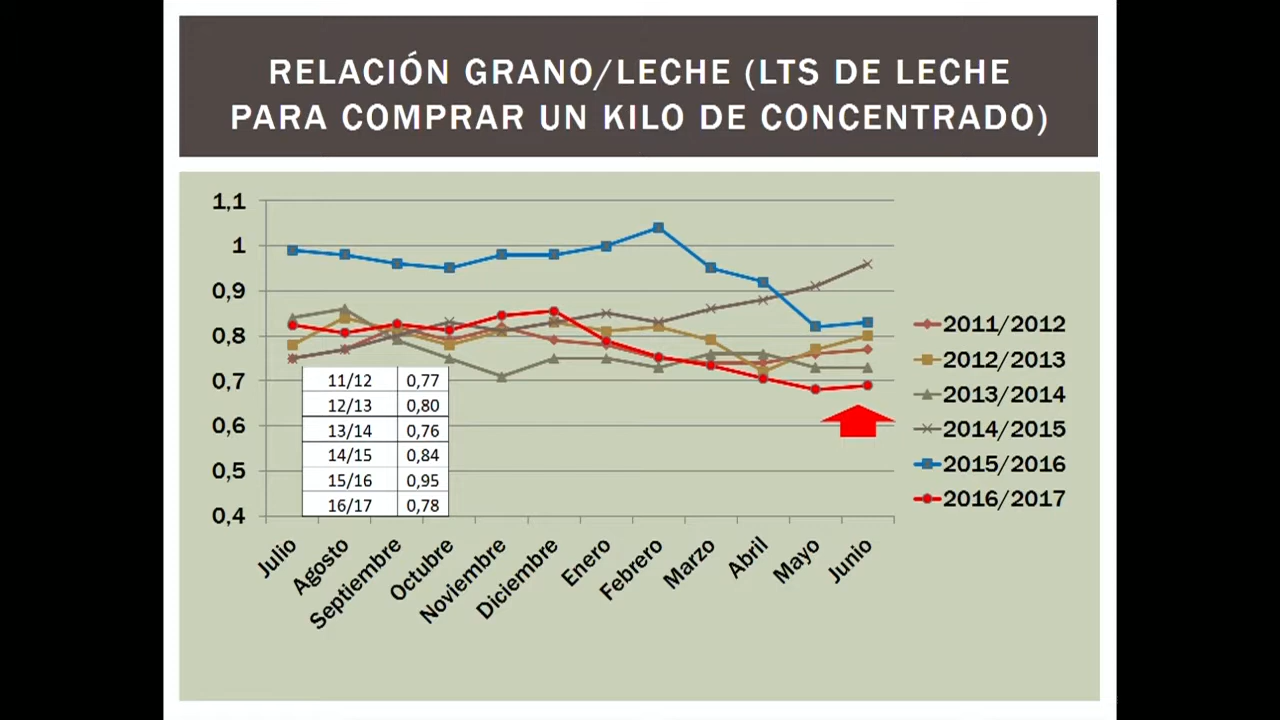 RELACIÓN GRANO/LECHE (LTS DE LECHE
PARA COMPRAR UN KILO DE CONCENTRADO)
1,1
1
0,9
0,8
0,7
0,6
0,5
0,4
11/12 0,77
12/13 0,80
13/14 0,76
14/15 0,84
15/16 0,95
16/17 0,78
Julio
Agosto
Septiembre
Octubre
Noviembre
Diciembre
Enero
Febrero
Marzo
Abril
Mayo
Junio
2011/2012
2012/2013
2013/2014
2014/2015
2015/2016
2016/2017